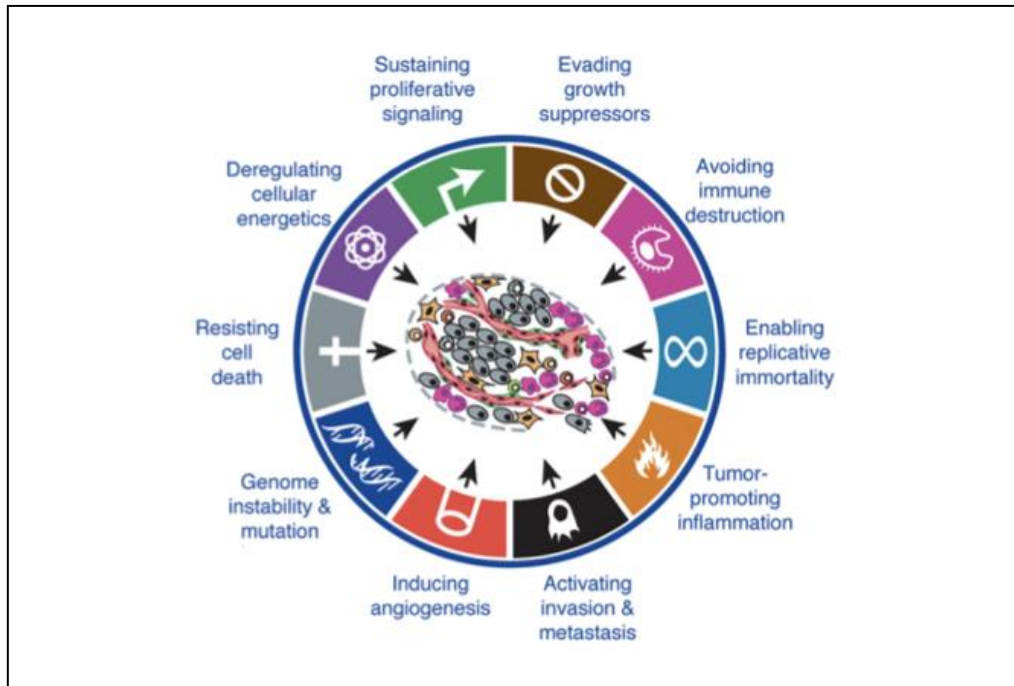 Sustaining
proliferative
signaling
Evading
growth
suppressors
Deregulating
cellular
energetics
Avoiding
immune
destruction
Resisting
cell
death
Enabling
replicative
immortality
Genome
instability &
mutation
Tumor-
promoting
inflammation
Inducing
angiogenesis
Activating
invasion &
metastasis